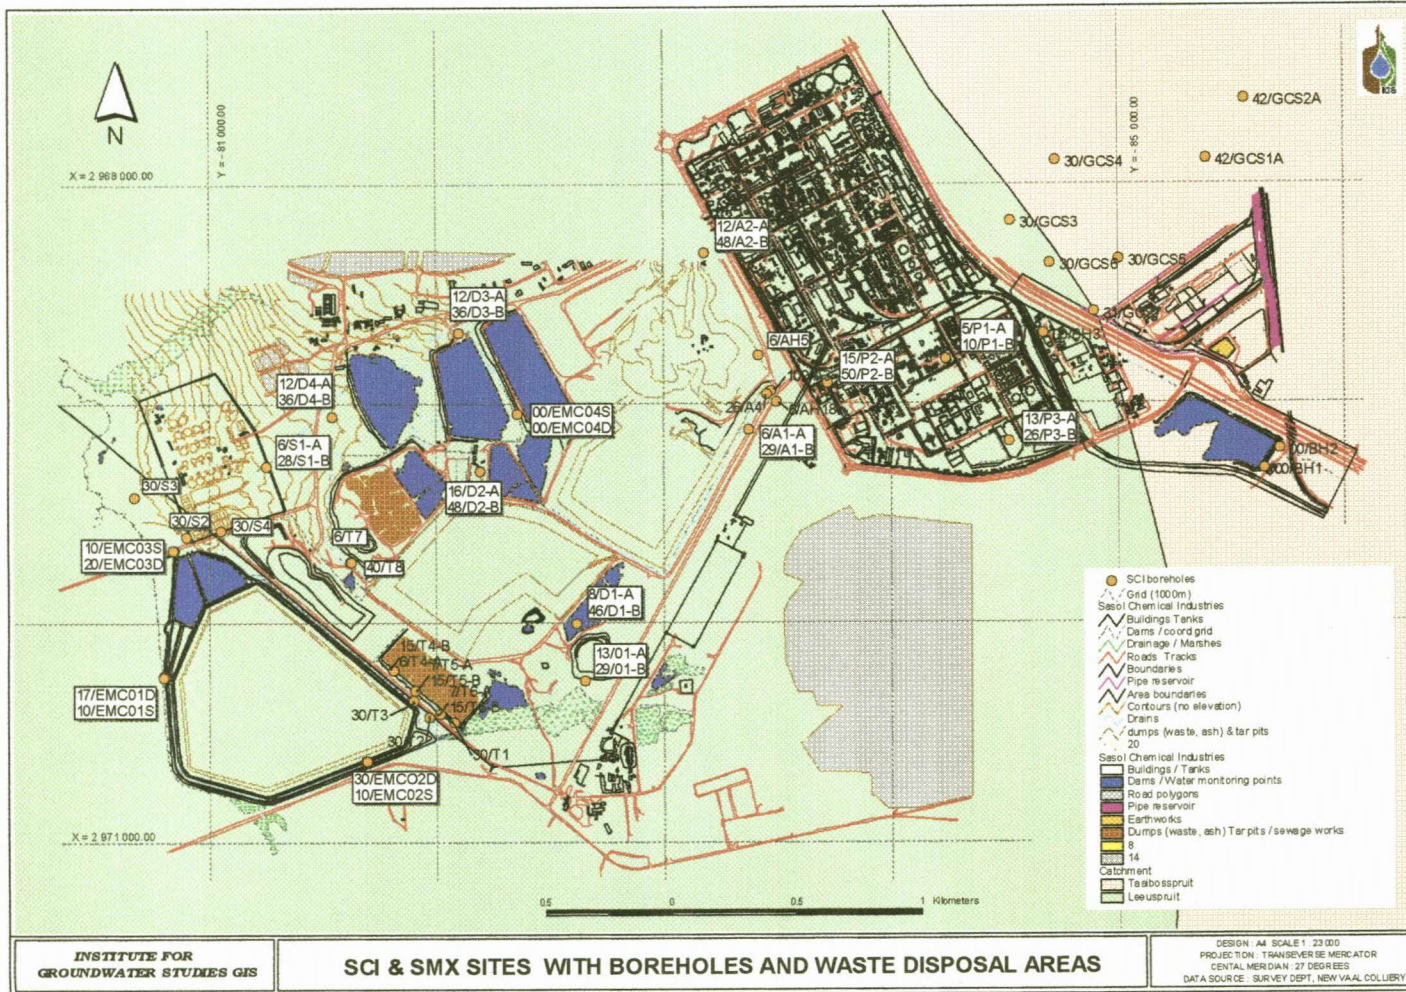 IGS
N
Y = - 81 000.00
Y = - 85 000.00
X = 2 968 000.00
42/GCS2A
30/GCS4
42/GCS1A
30/GCS3
12/A2-A
48/A2-B
30/GCS6
30/GCS5
12/D3-A
36/D3-B
6/AH5
5/P1-A
10/P1-B
15/P2-A
50/P2-B
12/D4-A
36/D4-B
00/EMC04S
00/EMC04D
26/A4
13/P3-A
26/P3-B
6/A1-A
29/A1-B
6/S1-A
28/S1-B
00/BH2
00/BH1
30/S3
16/D2-A
48/D2-B
30/S2
30/S4
6/T7
10/EMC03S
20/EMC03D
40/T8
8/D1-A
46/D1-B
15/T4-B
13/01-A
29/01-B
15/T5-B
17/EMC01D
10/EMC01S
30/T3
30/T2
30/T1
30/EMCO2D
10/EMC02S
X = 2 971 000.00
SCI boreholes
Grid (1000m)
Sasol Chemical Industries
Buildings Tanks
Dams / coord grid
Drainage / Marshes
Roads Tracks
Boundaries
Pipe reservoir
Area boundaries
Contours (no elevation)
Drains
dumps (waste, ash) & tar pits
20
Sasol Chemical Industries
Buildings / Tanks
Dams / Water monitoring points
Road polygons
Pipe reservoir
Earthworks
Dumps (waste, ash) Tar pits / sewage works
8
14
Catchment
Taaibosspruit
Leeuspruit
0.5 0 0.5 1 Kilometers
INSTITUTE FOR
GROUNDWATER STUDIES GIS
SCI & SMX SITES WITH BOREHOLES AND WASTE DISPOSAL AREAS
DESIGN : A4 SCALE 1 : 23 000
PROJECTION : TRANSEVERSE MERCATOR
CENTAL MERIDIAN : 27 DEGREES
DATA SOURCE : SURVEY DEPT, NEW VAAL COLLIERY